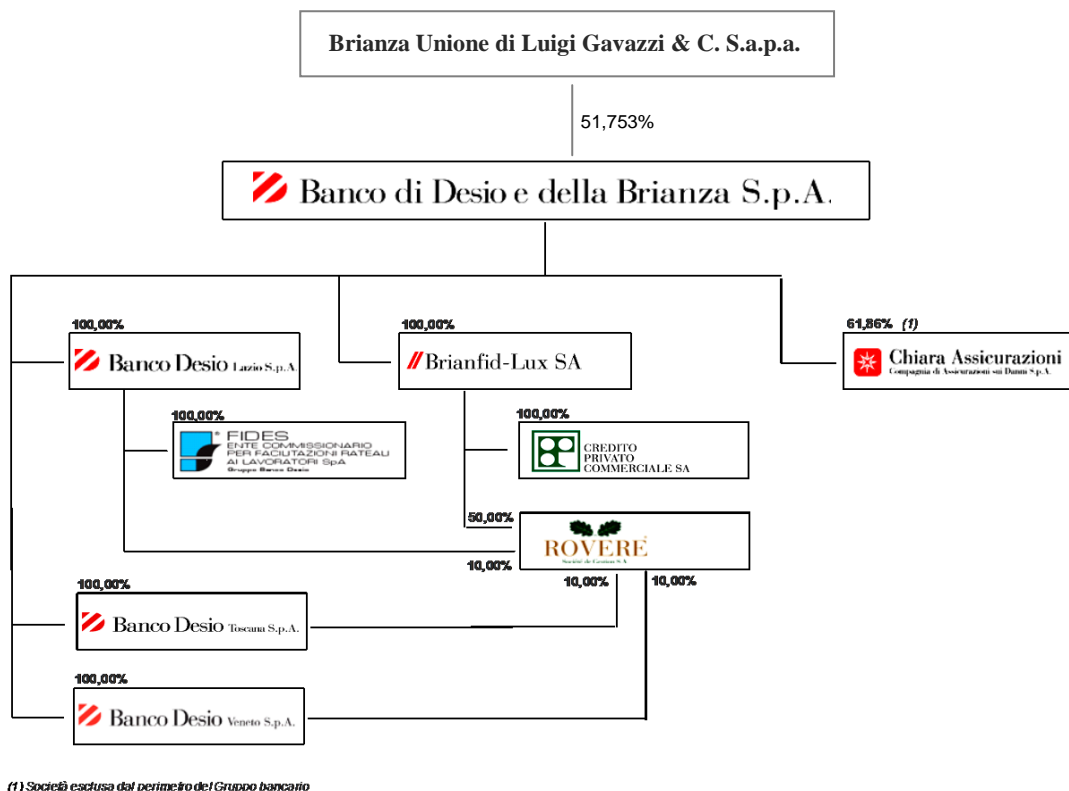 Brianza Unione di Luigi Gavazzi & C. S.a.p.a.
51,753%
Banco di Desio e della Brianza S.p.A.
100,00%
Banco Desio Lazio S.p.A.
100,00%
Brianfid-Lux SA
61,86% (1)
Chiara Assicurazioni
Compagnia di Assicurazioni sui Danni S.p.A.
100,00%
FIDES
ENTE COMMISSIONARIO
PER FACILITAZIONI RATEALI
AI LAVORATORI SpA
Gruppo Banco Desio
100,00%
CREDITO
PRIVATO
COMMERCIALE SA
50,00%
ROVERE
Société de Gestion S.A.
10,00%
10,00%
10,00%
100,00%
Banco Desio Toscana S.p.A.
100,00%
Banco Desio Veneto S.p.A.
(1) Società esclusa dal perimetro del Gruppo bancario